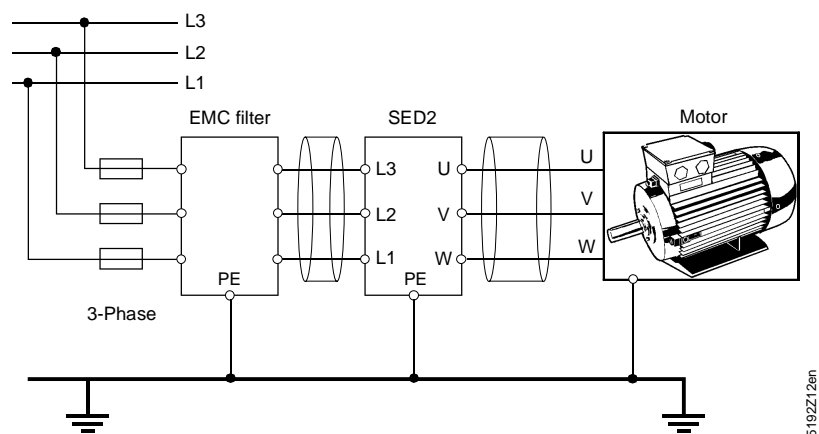 L3
L2
L1
EMC filter
SED2
Motor
L3
U
U
L2
V
V
L1
W
W
PE
PE
3-Phase
5192Z12en